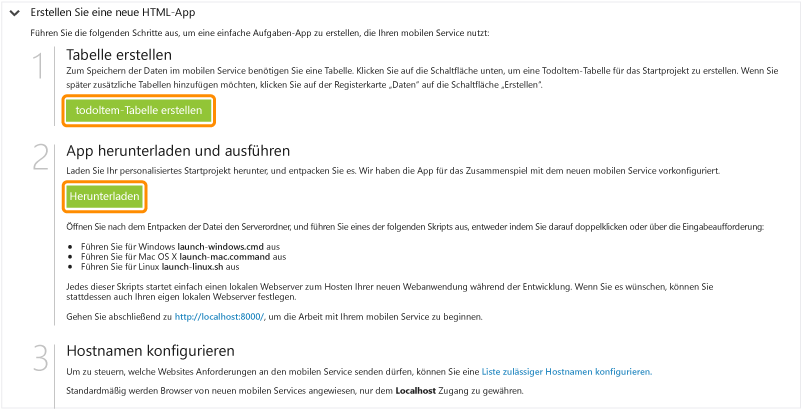 Erstellen Sie eine neue HTML-App
Führen Sie die folgenden Schritte aus, um eine einfache Aufgaben-App zu erstellen, die Ihren mobilen Service nutzt:
1
Tabelle erstellen
Zum Speichern der Daten im mobilen Service benötigen Sie eine Tabelle. Klicken Sie auf die Schaltfläche unten, um eine TodoItem-Tabelle für das Startprojekt zu erstellen. Wenn Sie
später zusätzliche Tabellen hinzufügen möchten, klicken Sie auf der Registerkarte „Daten“ auf die Schaltfläche „Erstellen“.
todoItem-Tabelle erstellen
2
App herunterladen und ausführen
Laden Sie Ihr personalisiertes Startprojekt herunter, und entpacken Sie es. Wir haben die App für das Zusammenspiel mit dem neuen mobilen Service vorkonfiguriert.
Herunterladen
Öffnen Sie nach dem Entpacken der Datei den Serverordner, und führen Sie eines der folgenden Skripts aus, entweder indem Sie darauf doppelklicken oder über die Eingabeaufforderung:
● Führen Sie für Windows launch-windows.cmd aus
● Führen Sie für Mac OS X launch-mac.command aus
● Führen Sie für Linux launch-linux.sh aus
Jedes dieser Skripts startet einfach einen lokalen Webserver zum Hosten Ihrer neuen Webanwendung während der Entwicklung. Wenn Sie es wünschen, können Sie
stattdessen auch Ihren eigen lokalen Webserver festlegen.
Gehen Sie abschließend zu http://localhost:8000/, um die Arbeit mit Ihrem mobilen Service zu beginnen.
3
Hostnamen konfigurieren
Um zu steuern, welche Websites Anforderungen an den mobilen Service senden dürfen, können Sie eine Liste zulässiger Hostnamen konfigurieren.
Standardmäßig werden Browser von neuen mobilen Services angewiesen, nur dem Localhost Zugang zu gewähren.